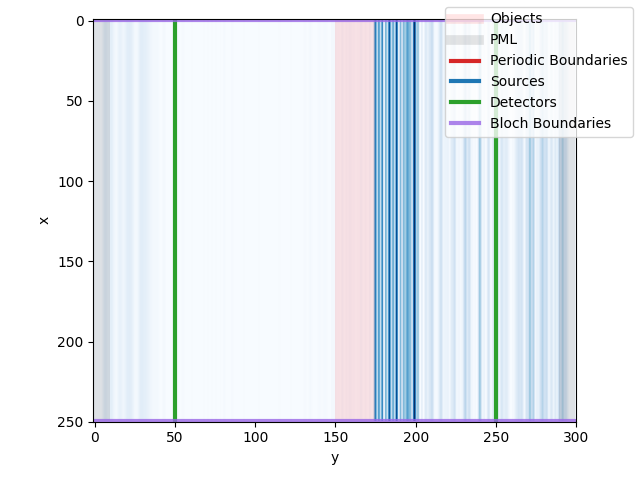 Objects
PML
Periodic Boundaries
Sources
Detectors
Bloch Boundaries
0
50
100
150
200
250
x
0 50 100 150 200 250 300
y